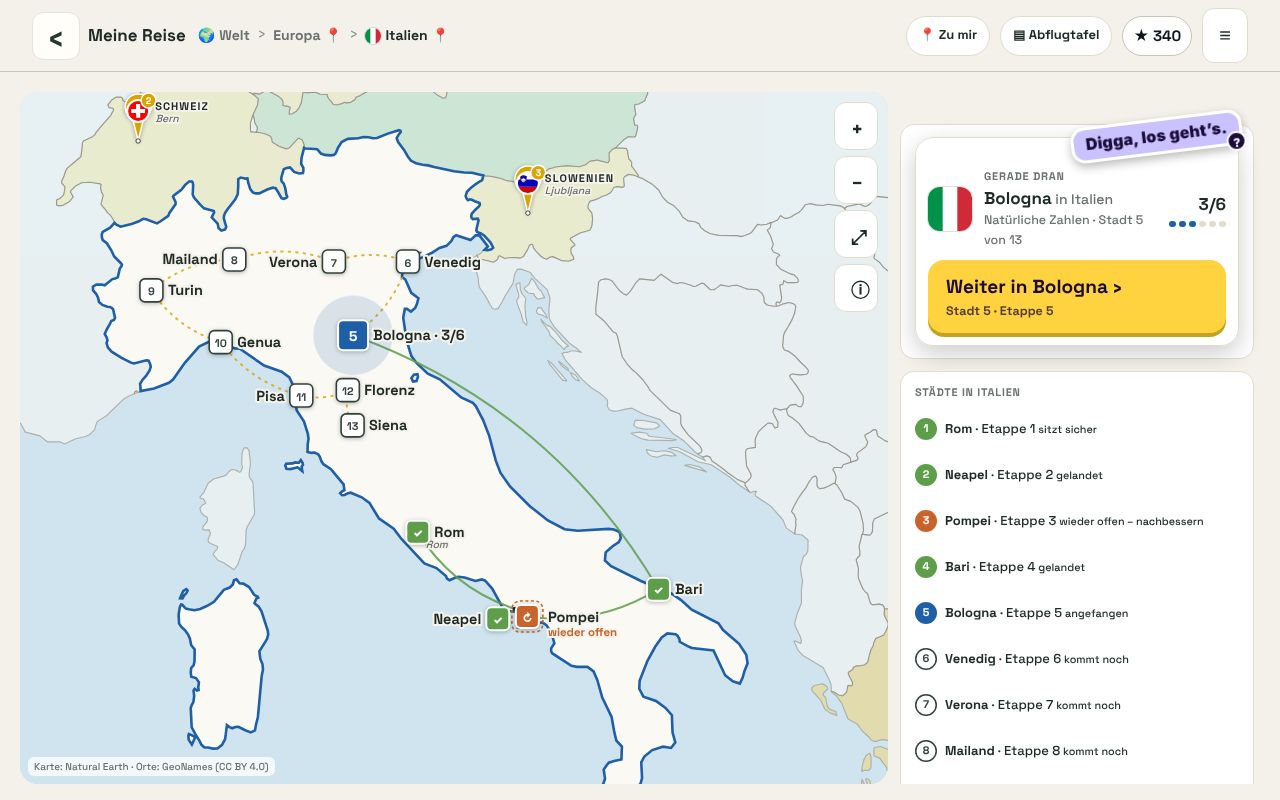 < Meine Reise 🌍 Welt > Europa 📍 > Italien 📍
📍 Zu mir
Abflugtafel
★ 340
≡
2
SCHWEIZ
Bern
3
SLOWENIEN
Ljubljana
+
−
Mailand 8
Verona 7
6 Venedig
9 Turin
5 Bologna · 3/6
10 Genua
Pisa 11
12 Florenz
13 Siena
Rom
Rom
Bari
Neapel
Pompei
wieder offen
Karte: Natural Earth · Orte: GeoNames (CC BY 4.0)
Digga, los geht’s.
?
GERADE DRAN
Bologna in Italien
3/6
Natürliche Zahlen · Stadt 5
von 13
Weiter in Bologna >
Stadt 5 · Etappe 5
STÄDTE IN ITALIEN
1 Rom · Etappe 1 sitzt sicher
2 Neapel · Etappe 2 gelandet
3 Pompei · Etappe 3 wieder offen – nachbessern
4 Bari · Etappe 4 gelandet
5 Bologna · Etappe 5 angefangen
6 Venedig · Etappe 6 kommt noch
7 Verona · Etappe 7 kommt noch
8 Mailand · Etappe 8 kommt noch